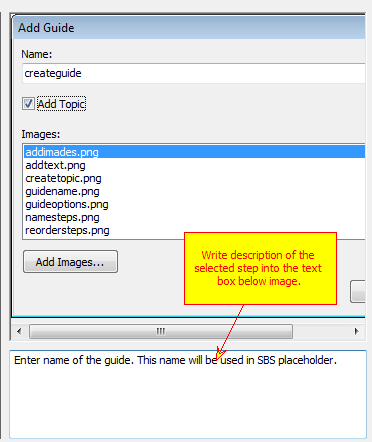 Add Guide
Name:
createguide
Add Topic
Images:
addimades.png
addtext.png
createtopic.png
guidename.png
guideoptions.png
namesteps.png
reordersteps.png
Add Images...
Write description of the
selected step into the text
box below image.
Enter name of the guide. This name will be used in SBS placeholder.